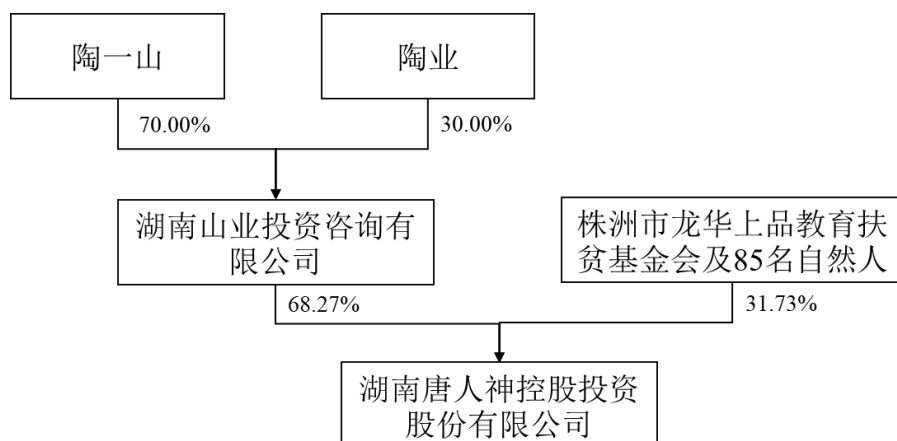 陶一山
陶业
70.00%
30.00%
湖南山业投资咨询有
限公司
株洲市龙华上品教育扶
贫基金会及85名自然人
68.27%
31.73%
湖南唐人神控股投资
股份有限公司